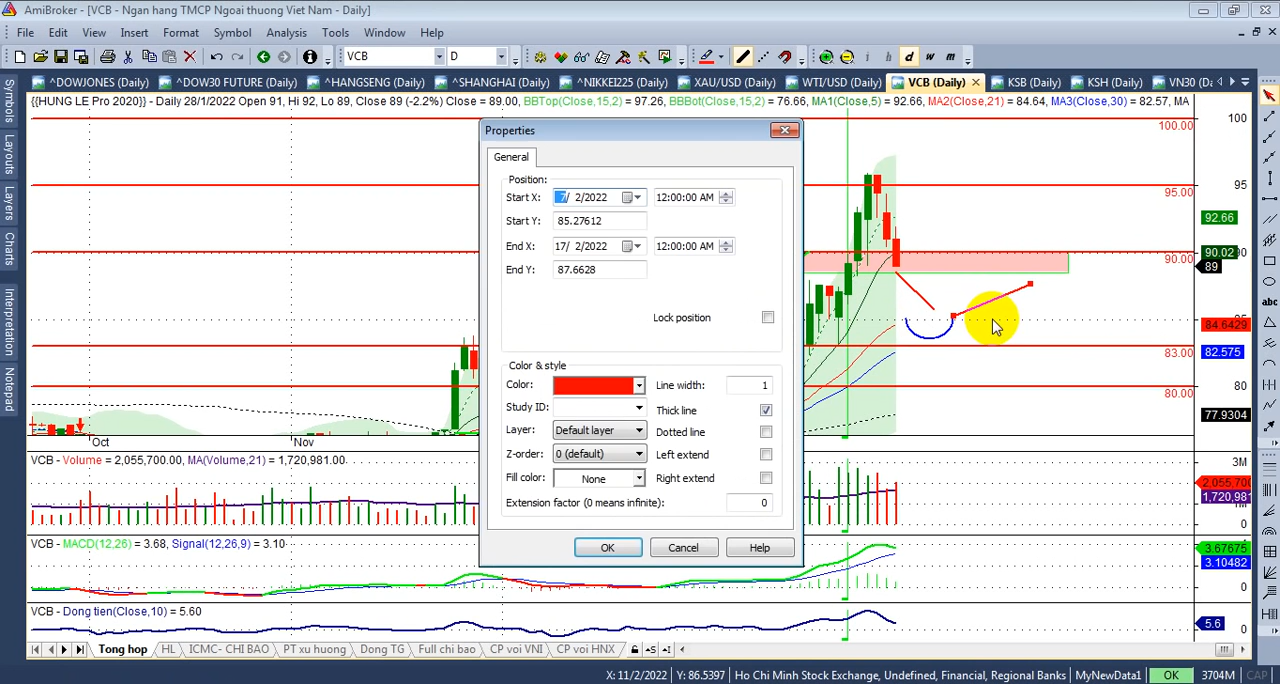 AmiBroker - [VCB - Ngan hang TMCP Ngoai thuong Viet Nam - Daily]
File Edit View Insert Format Symbol Analysis Tools Window Help
VCB D i h d w m
^DOWJONES (Daily) ^DOW30 FUTURE (Daily) ^HANGSENG (Daily) ^SHANGHAI (Daily) ^NIKKEI225 (Daily) XAU/USD (Daily) WTI/USD (Daily) VCB (Daily) KSB (Daily) KSH (Daily) VN30 (Da
{{HUNG LE Pro 2020}} - Daily 28/1/2022 Open 91, Hi 92, Lo 89, Close 89 (-2.2%) Close = 89.00, BBTop(Close,15,2) = 97.26, BBBot(Close,15,2) = 76.66, MA1(Close,5) = 92.66, MA2(Close,21) = 84.64, MA3(Close,30) = 82.57, MA
Symbols
Layouts
Layers
Charts
Interpretation
Notepad
Properties
General
Position:
Start X: 7/ 2/2022 12:00:00 AM
Start Y: 85.27612
End X: 17/ 2/2022 12:00:00 AM
End Y: 87.6628
Lock position
Color & style
Color: Line width: 1
Study ID: Thick line
Layer: Default layer Dotted line
Z-order: 0 (default) Left extend
Fill color: None Right extend
Extension factor (0 means infinite): 0
OK Cancel Help
100
100.00
95
95.00
92.66
90.02 90
90.00
89
85
84.6429
83.00
82.575
80
80.00
77.9304
abc
Oct Nov
VCB - Volume = 2,055,700.00, MA(Volume,21) = 1,720,981.00
3M
2,055,700
1,720,981
0
VCB - MACD(12,26) = 3.68, Signal(12,26,9) = 3.10
3.67675
3.10482
0
VCB - Dong tien(Close,10) = 5.60
5.6
0
Tong hop HL ICMC- CHI BAO PT xu huong Dong TG Full chi bao CP voi VNI CP voi HNX
X: 11/2/2022 Y: 86.5397 Ho Chi Minh Stock Exchange, Undefined, Financial, Regional Banks MyNewData1 OK 3704M CAP